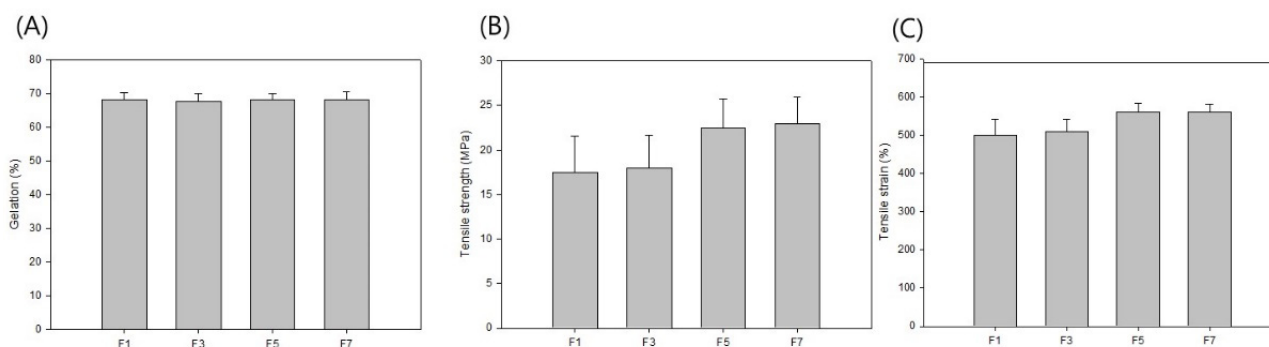 (A)
80
70
60
50
40
30
20
10
0
Gelation (%)
F1 F3 F5 F7
(B)
30
25
20
15
10
5
0
Tensile strength (MPa)
F1 F3 F5 F7
(C)
700
600
500
400
300
200
100
0
Tensile strain (%)
F1 F3 F5 F7